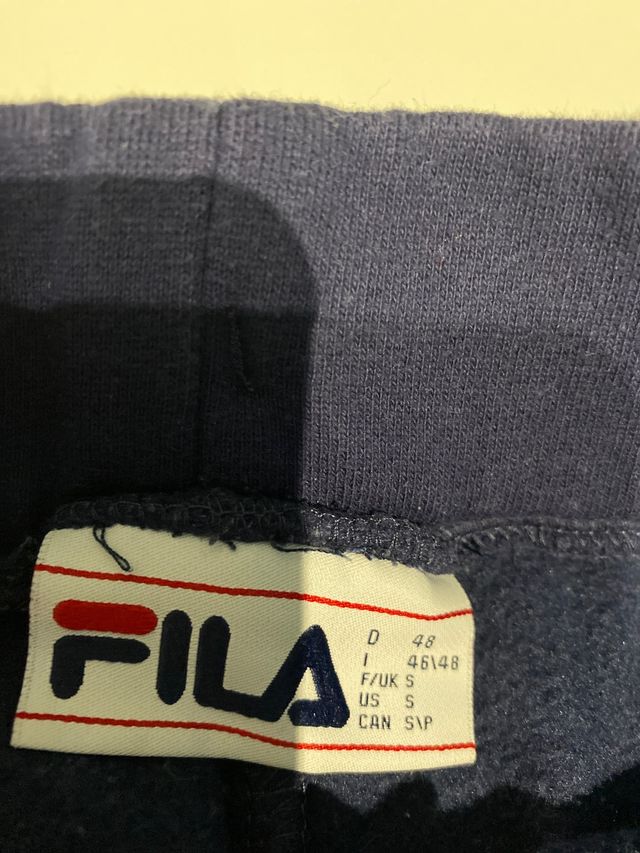 FILA
D 48
I 46\48
F/UK S
US S
CAN S\P